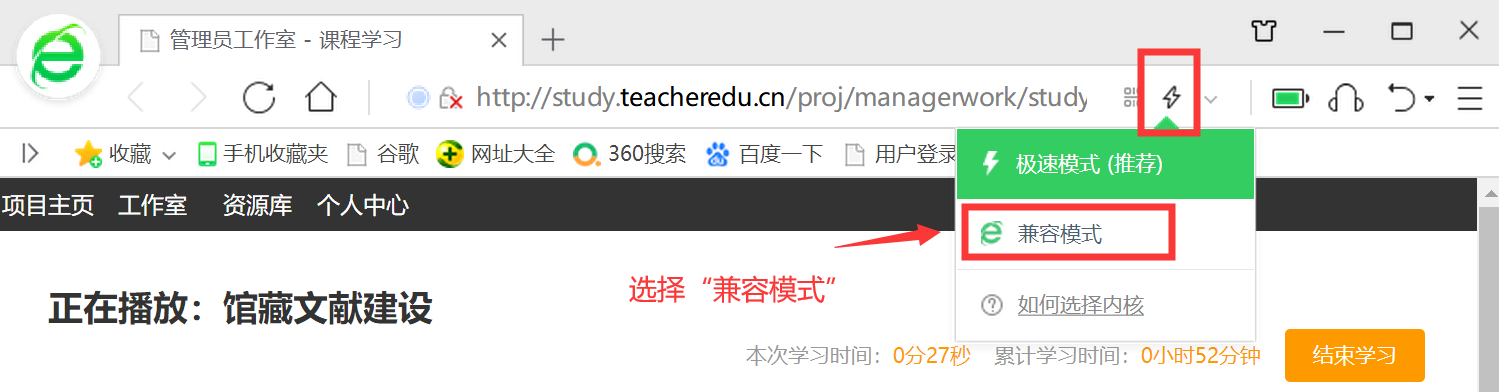 管理员工作室 - 课程学习
http://study.teacheredu.cn/proj/managerwork/study
收藏 手机收藏夹 谷歌 网址大全 360搜索 百度一下 用户登录
极速模式 (推荐)
项目主页 工作室 资源库 个人中心
兼容模式
选择“兼容模式”
正在播放：馆藏文献建设
如何选择内核
本次学习时间：0分27秒 累计学习时间：0小时52分钟 结束学习